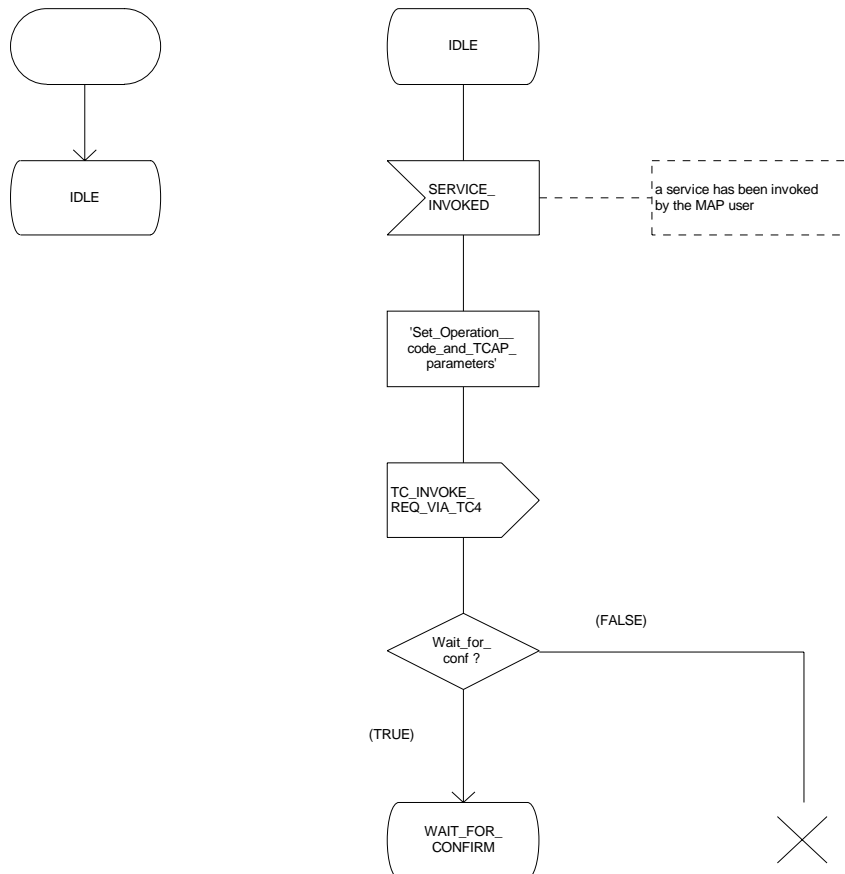 IDLE
IDLE
SERVICE_
INVOKED
a service has been invoked
by the MAP user
'Set_Operation__
code_and_TCAP_
parameters'
TC_INVOKE_
REQ_VIA_TC4
Wait_for_
conf ?
(FALSE)
(TRUE)
WAIT_FOR_
CONFIRM